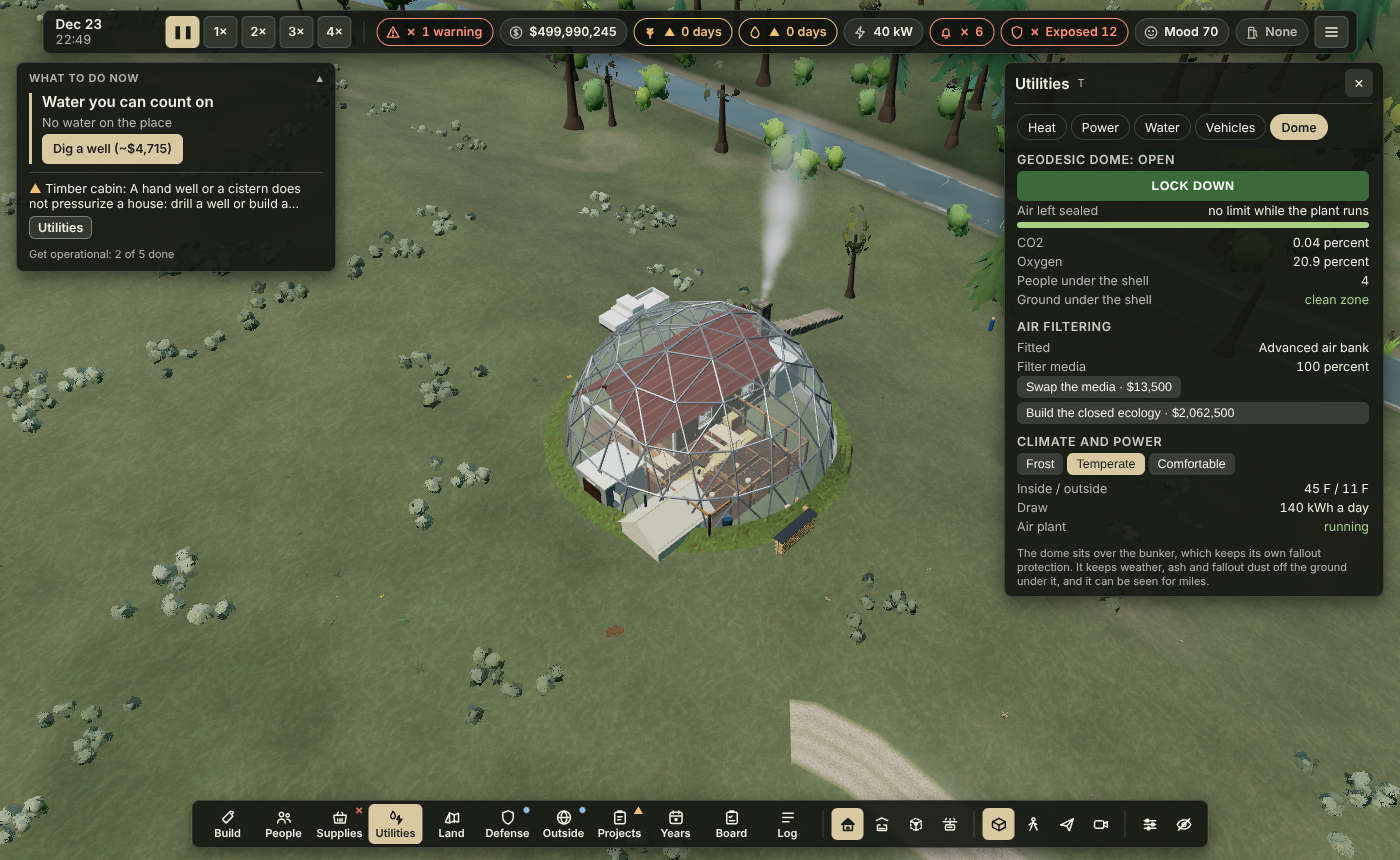 Dec 23
22:49
1×
2×
3×
4×
1 warning
$499,990,245
0 days
0 days
40 kW
6
Exposed 12
Mood 70
None
WHAT TO DO NOW
Water you can count on
No water on the place
Dig a well (~$4,715)
Timber cabin: A hand well or a cistern does
not pressurize a house: drill a well or build a...
Utilities
Get operational: 2 of 5 done
Utilities T
Heat
Power
Water
Vehicles
Dome
GEODESIC DOME: OPEN
LOCK DOWN
Air left sealed no limit while the plant runs
CO2 0.04 percent
Oxygen 20.9 percent
People under the shell 4
Ground under the shell clean zone
AIR FILTERING
Fitted Advanced air bank
Filter media 100 percent
Swap the media · $13,500
Build the closed ecology · $2,062,500
CLIMATE AND POWER
Frost
Temperate
Comfortable
Inside / outside 45 F / 11 F
Draw 140 kWh a day
Air plant running
The dome sits over the bunker, which keeps its own fallout
protection. It keeps weather, ash and fallout dust off the ground
under it, and it can be seen for miles.
Build
People
Supplies
Utilities
Land
Defense
Outside
Projects
Years
Board
Log